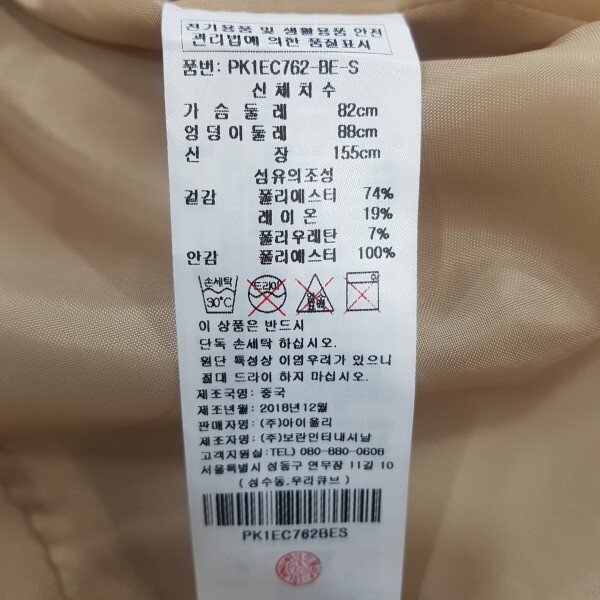 전기용품 및 생활용품 안전
관리법에 의한 품질표시
품번: PK1EC762-BE-S
신체치수
가슴둘레 82cm
엉덩이둘레 88cm
신장 155cm
섬유의조성
겉감 폴리에스터 74%
레이온 19%
폴리우레탄 7%
안감 폴리에스터 100%
손세탁 30℃ 드라이
이 상품은 반드시
단독 손세탁 하십시오.
원단 특성상 이염우려가 있으니
절대 드라이 하지 마십시오.
제조국명: 중국
제조년월: 2018년12월
판매자명: (주)아이올리
제조자명: (주)보란인터내셔날
고객지원실:TEL) 080-880-0608
서울특별시 성동구 연무장 11길 10
(성수동,우리큐브)
PK1EC762BES